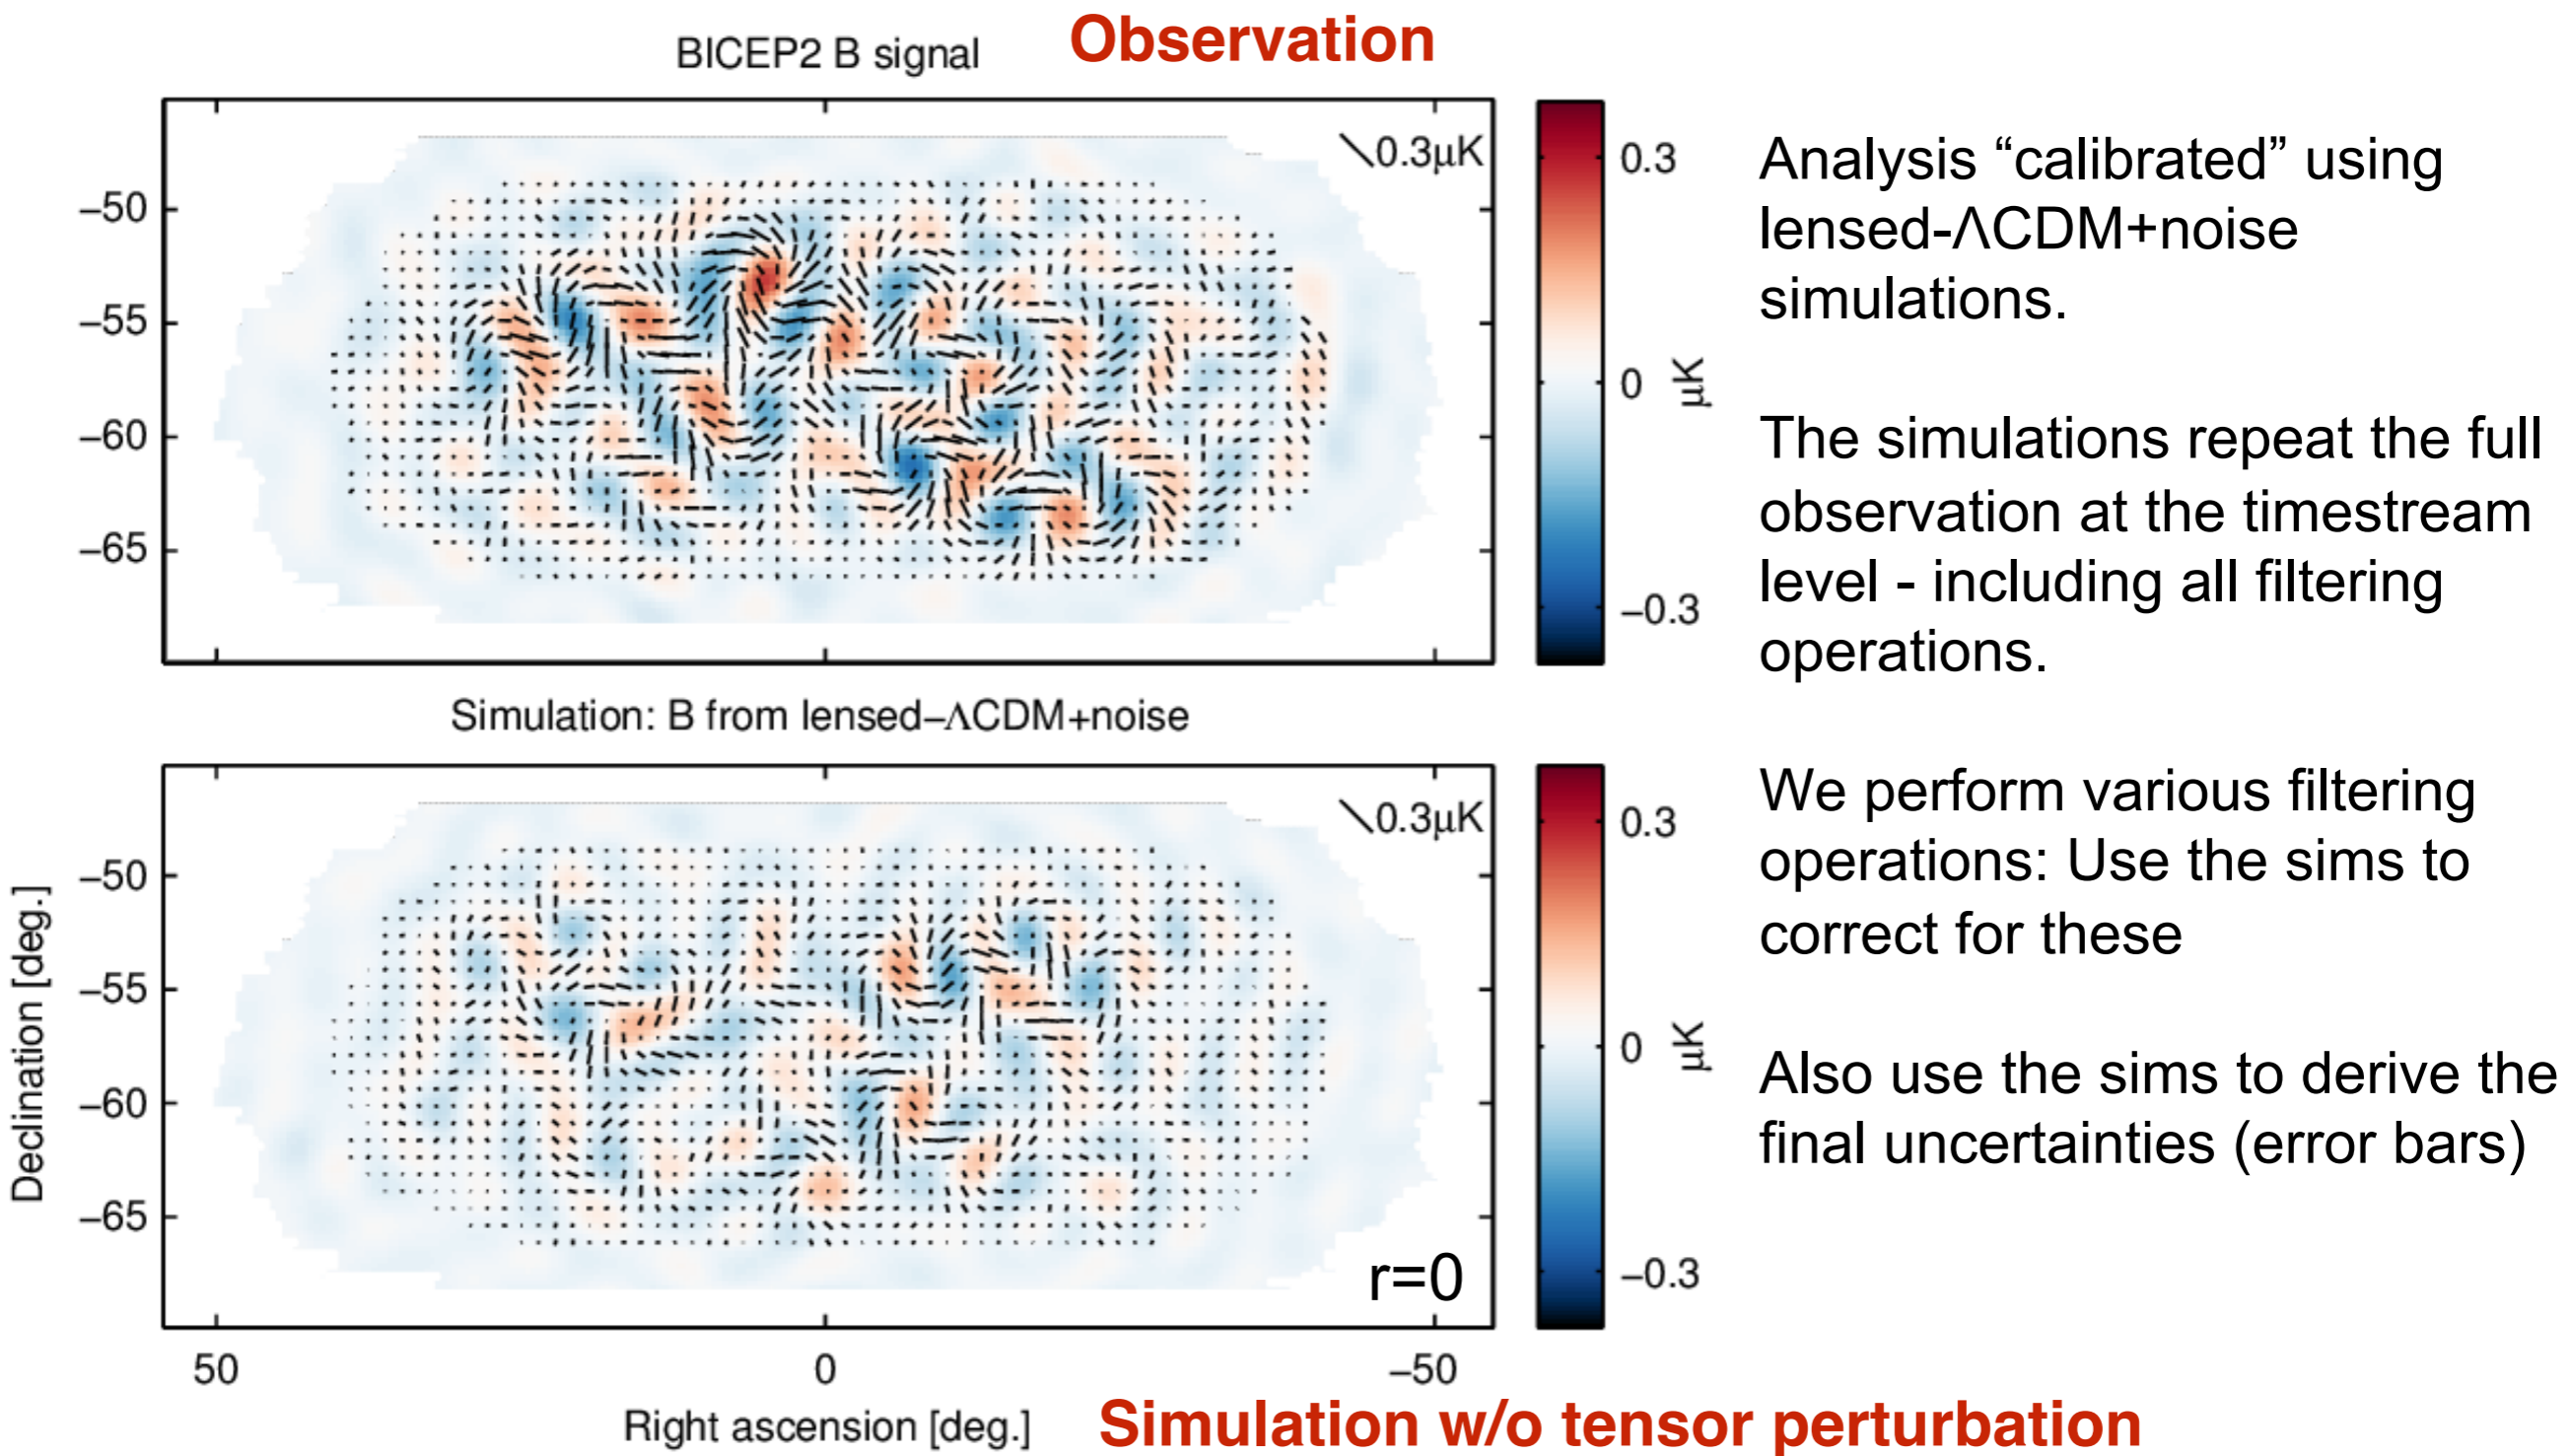 BICEP2 B signal
Observation
0.3μK
−50
−55
−60
−65
0.3
0
−0.3
μK
Analysis “calibrated” using
lensed-ΛCDM+noise
simulations.
The simulations repeat the full
observation at the timestream
level - including all filtering
operations.
Simulation: B from lensed−ΛCDM+noise
0.3μK
−50
−55
−60
−65
Declination [deg.]
r=0
0.3
0
−0.3
μK
We perform various filtering
operations: Use the sims to
correct for these
Also use the sims to derive the
final uncertainties (error bars)
50
0
−50
Right ascension [deg.]
Simulation w/o tensor perturbation